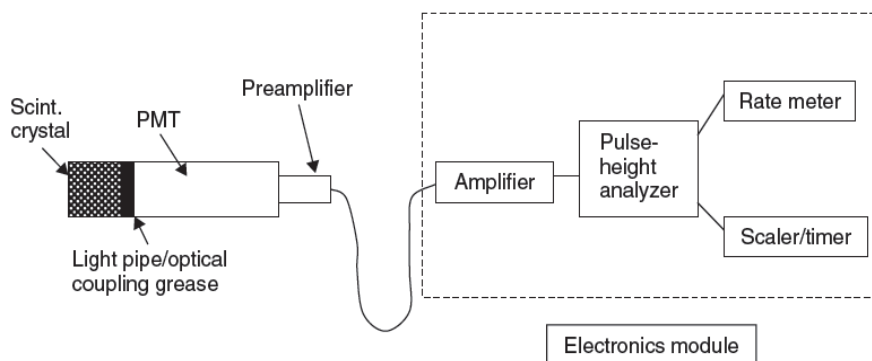 Scint.
crystal
PMT
Preamplifier
Light pipe/optical
coupling grease
Amplifier
Pulse-
height
analyzer
Rate meter
Scaler/timer
Electronics module